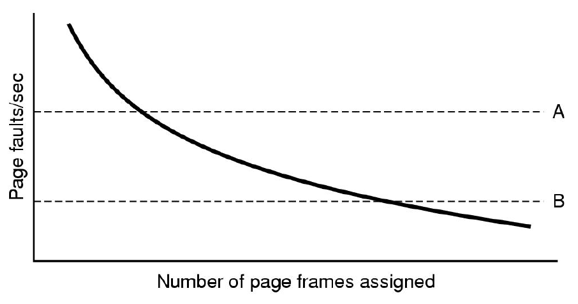 Page faults/sec
A
B
Number of page frames assigned